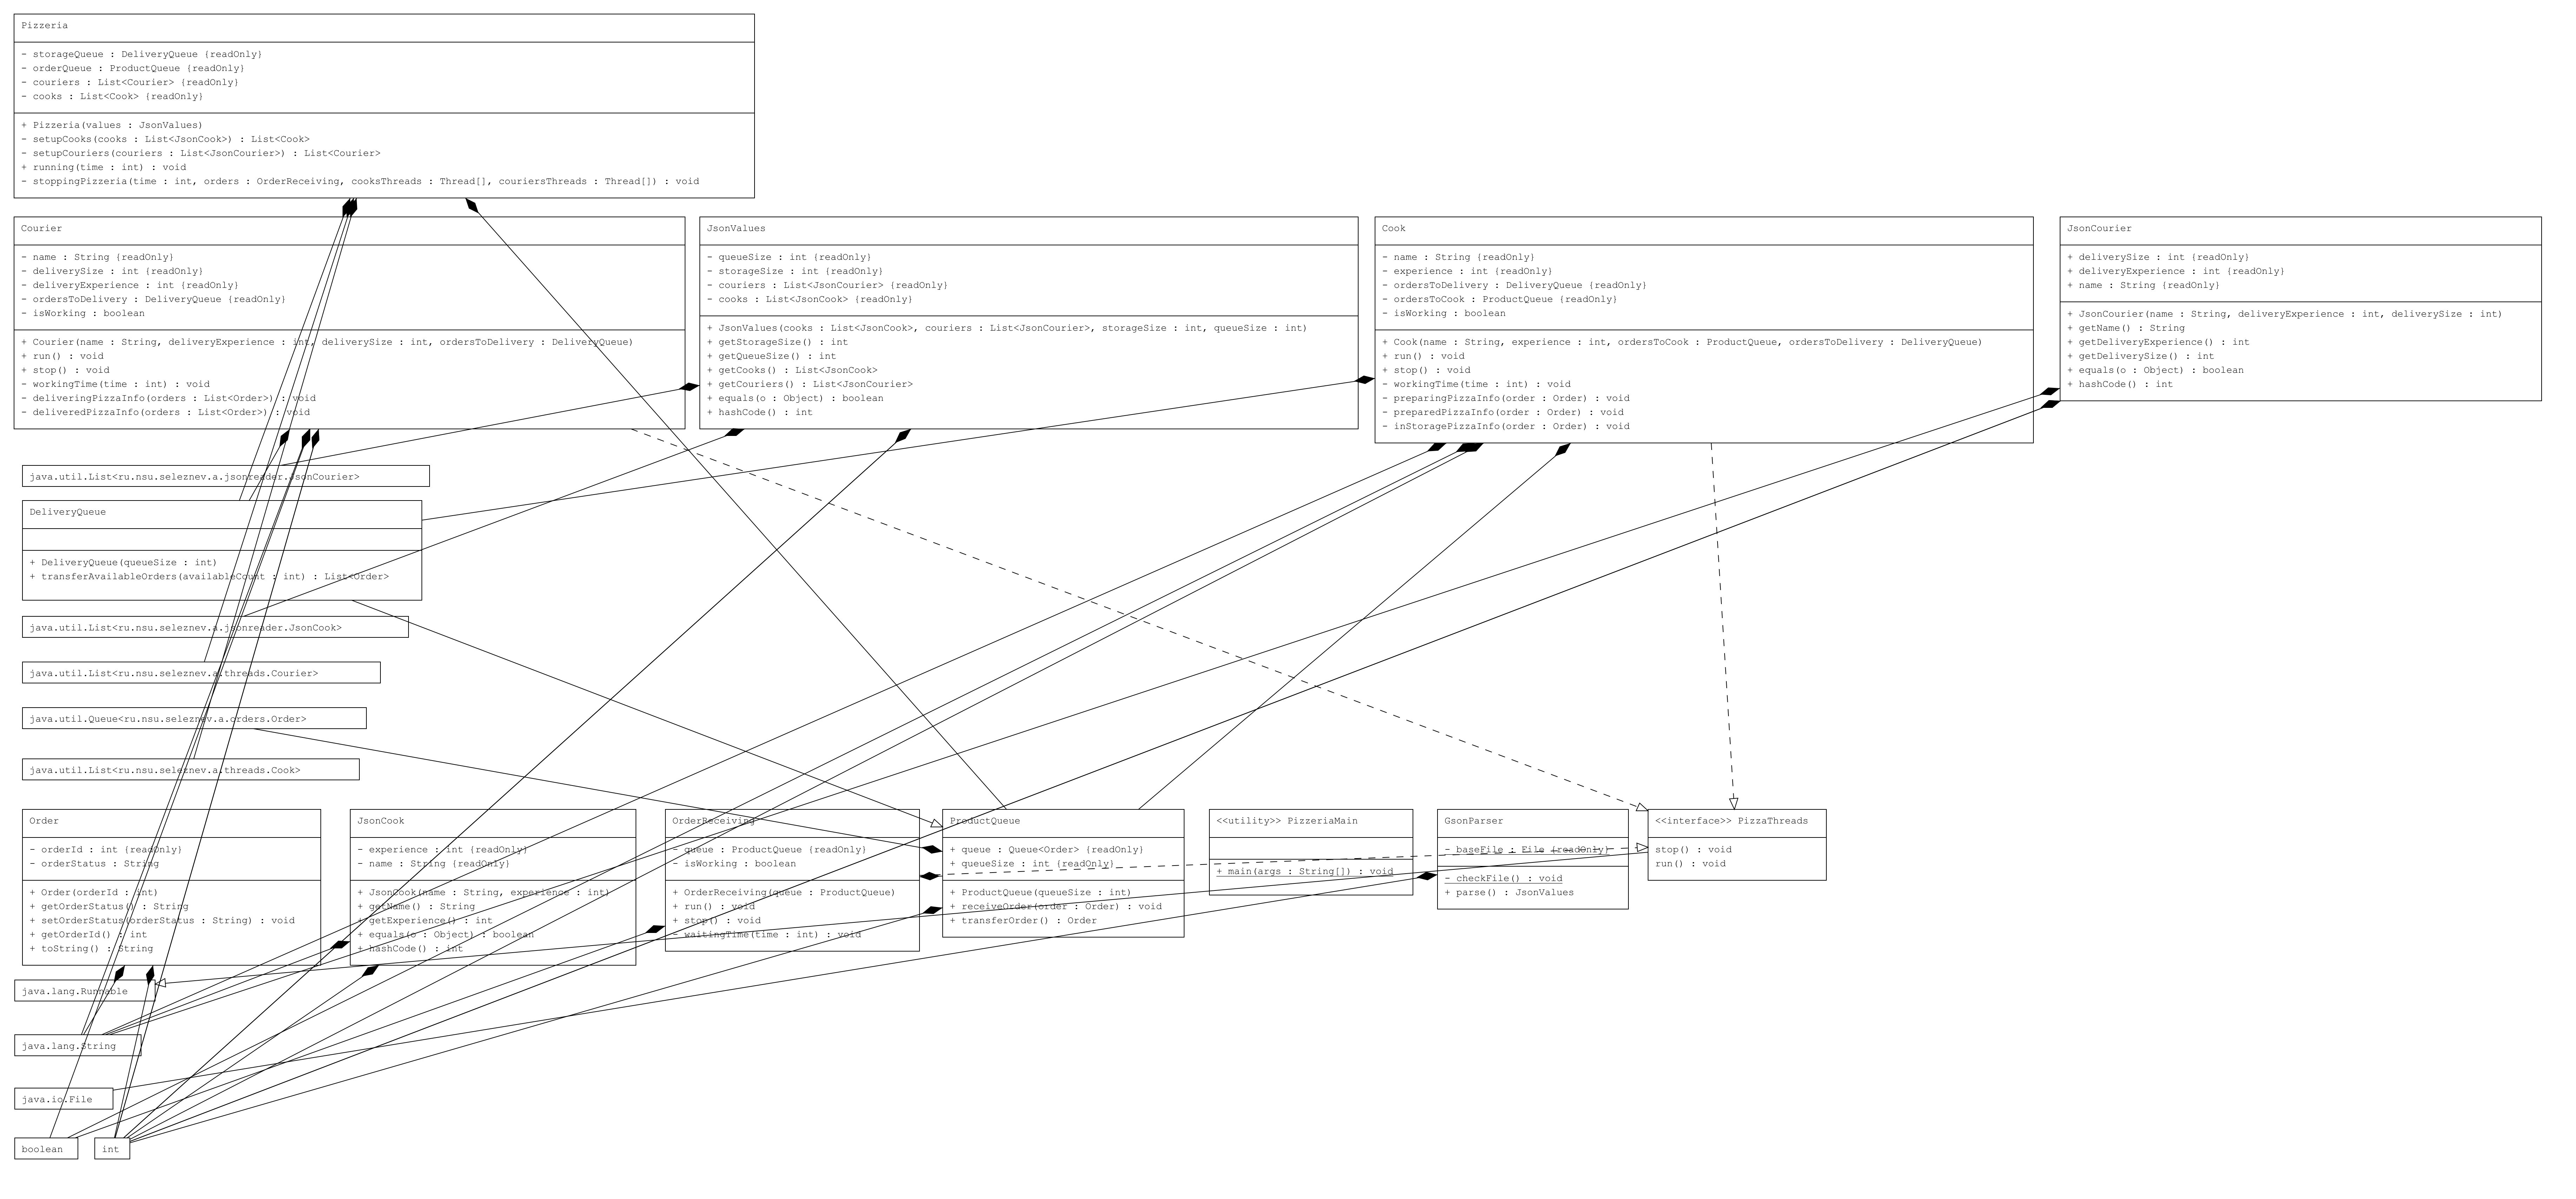 Pizzeria
- storageQueue : DeliveryQueue {readOnly}
- orderQueue : ProductQueue {readOnly}
- couriers : List<Courier> {readOnly}
- cooks : List<Cook> {readOnly}
+ Pizzeria(values : JsonValues)
- setupCooks(cooks : List<JsonCook>) : List<Cook>
- setupCouriers(couriers : List<JsonCourier>) : List<Courier>
+ running(time : int) : void
- stoppingPizzeria(time : int, orders : OrderReceiving, cooksThreads : Thread[], couriersThreads : Thread[]) : void
Courier
- name : String {readOnly}
- deliverySize : int {readOnly}
- deliveryExperience : int {readOnly}
- ordersToDelivery : DeliveryQueue {readOnly}
- isWorking : boolean
+ Courier(name : String, deliveryExperience : int, deliverySize : int, ordersToDelivery : DeliveryQueue)
+ run() : void
+ stop() : void
- workingTime(time : int) : void
- deliveringPizzaInfo(orders : List<Order>) : void
- deliveredPizzaInfo(orders : List<Order>) : void
JsonValues
- queueSize : int {readOnly}
- storageSize : int {readOnly}
- couriers : List<JsonCourier> {readOnly}
- cooks : List<JsonCook> {readOnly}
+ JsonValues(cooks : List<JsonCook>, couriers : List<JsonCourier>, storageSize : int, queueSize : int)
+ getStorageSize() : int
+ getQueueSize() : int
+ getCooks() : List<JsonCook>
+ getCouriers() : List<JsonCourier>
+ equals(o : Object) : boolean
+ hashCode() : int
Cook
- name : String {readOnly}
- experience : int {readOnly}
- ordersToDelivery : DeliveryQueue {readOnly}
- ordersToCook : ProductQueue {readOnly}
- isWorking : boolean
+ Cook(name : String, experience : int, ordersToCook : ProductQueue, ordersToDelivery : DeliveryQueue)
+ run() : void
+ stop() : void
- workingTime(time : int) : void
- preparingPizzaInfo(order : Order) : void
- preparedPizzaInfo(order : Order) : void
- inStoragePizzaInfo(order : Order) : void
JsonCourier
+ deliverySize : int {readOnly}
+ deliveryExperience : int {readOnly}
+ name : String {readOnly}
+ JsonCourier(name : String, deliveryExperience : int, deliverySize : int)
+ getName() : String
+ getDeliveryExperience() : int
+ getDeliverySize() : int
+ equals(o : Object) : boolean
+ hashCode() : int
java.util.List<ru.nsu.seleznev.a.jsonreader.JsonCourier>
DeliveryQueue
+ DeliveryQueue(queueSize : int)
+ transferAvailableOrders(availableCount : int) : List<Order>
java.util.List<ru.nsu.seleznev.a.jsonreader.JsonCook>
java.util.List<ru.nsu.seleznev.a.threads.Courier>
java.util.Queue<ru.nsu.seleznev.a.orders.Order>
java.util.List<ru.nsu.seleznev.a.threads.Cook>
Order
- orderId : int {readOnly}
- orderStatus : String
+ Order(orderId : int)
+ getOrderStatus() : String
+ setOrderStatus(orderStatus : String) : void
+ getOrderId() : int
+ toString() : String
JsonCook
- experience : int {readOnly}
- name : String {readOnly}
+ JsonCook(name : String, experience : int)
+ getName() : String
+ getExperience() : int
+ equals(o : Object) : boolean
+ hashCode() : int
OrderReceiving
- queue : ProductQueue {readOnly}
- isWorking : boolean
+ OrderReceiving(queue : ProductQueue)
+ run() : void
+ stop() : void
- waitingTime(time : int) : void
ProductQueue
+ queue : Queue<Order> {readOnly}
+ queueSize : int {readOnly}
+ ProductQueue(queueSize : int)
+ receiveOrder(order : Order) : void
+ transferOrder() : Order
<<utility>> PizzeriaMain
+ main(args : String[]) : void
GsonParser
- baseFile : File {readOnly}
- checkFile() : void
+ parse() : JsonValues
<<interface>> PizzaThreads
stop() : void
run() : void
java.lang.Runnable
java.lang.String
java.io.File
boolean
int